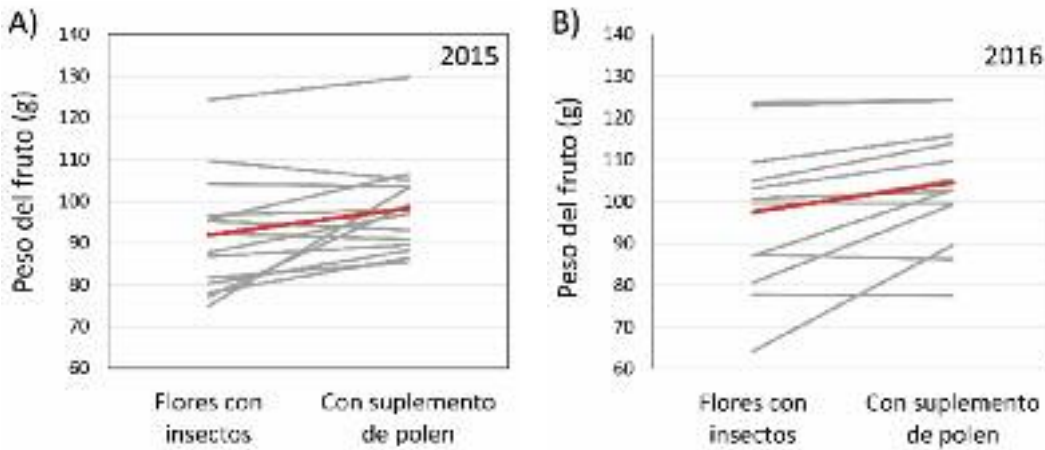 A)
Peso del fruto (g)
140
130
120
110
100
90
80
70
60
2015
Flores con
insectos
Con suplemento
de polen
B)
Peso del fruto (g)
140
130
120
110
100
90
80
70
60
2016
Flores con
insectos
Con suplemento
de polen